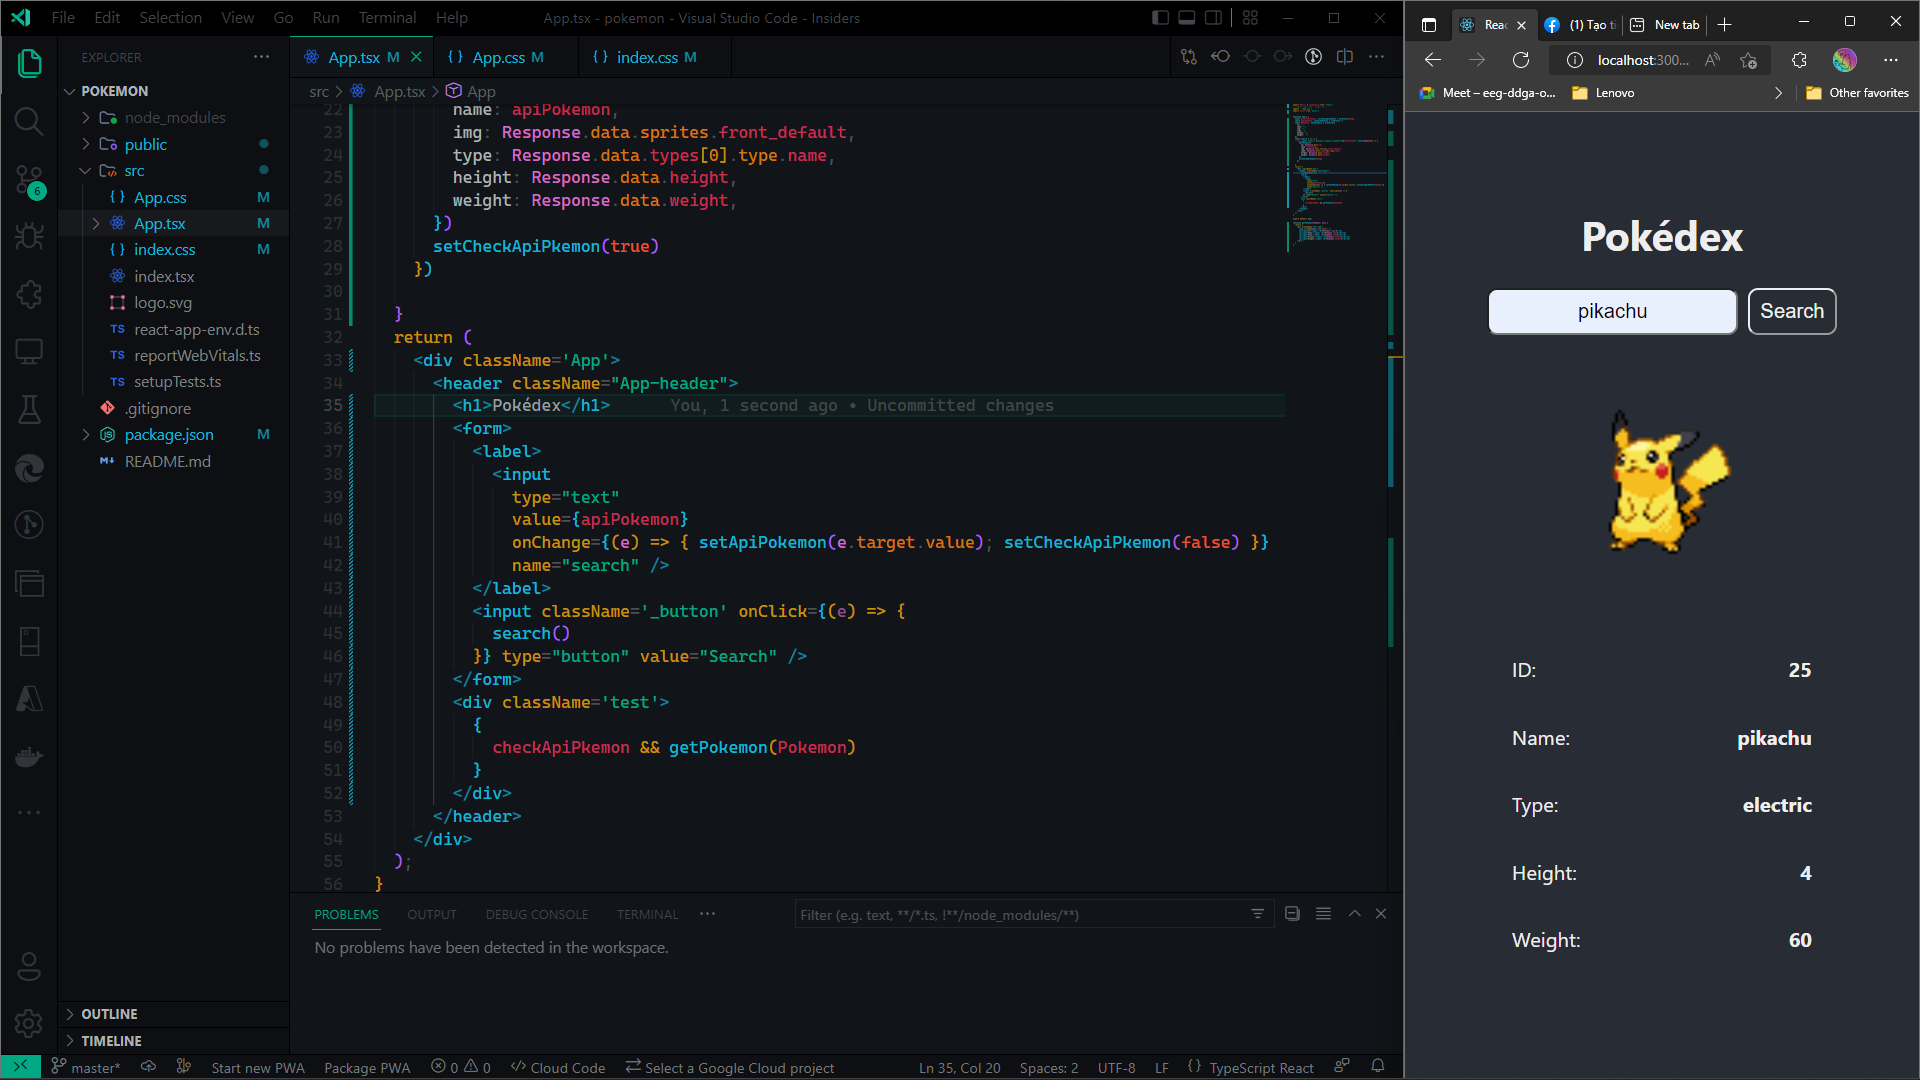 File Edit Selection View Go Run Terminal Help
App.tsx - pokemon - Visual Studio Code - Insiders
EXPLORER
POKEMON
node_modules
public
src
App.css M
App.tsx M
index.css M
index.tsx
logo.svg
TS react-app-env.d.ts
TS reportWebVitals.ts
TS setupTests.ts
.gitignore
package.json M
README.md
OUTLINE
TIMELINE
6
App.tsx M
App.css M
index.css M
src > App.tsx > App
22 name: apiPokemon,
23 img: Response.data.sprites.front_default,
24 type: Response.data.types[0].type.name,
25 height: Response.data.height,
26 weight: Response.data.weight,
27 })
28 setCheckApiPkemon(true)
29 })
30
31 }
32 return (
33 <div className='App'>
34 <header className="App-header">
35 <h1>Pokédex</h1> You, 1 second ago • Uncommitted changes
36 <form>
37 <label>
38 <input
39 type="text"
40 value={apiPokemon}
41 onChange={(e) => { setApiPokemon(e.target.value); setCheckApiPkemon(false) }}
42 name="search" />
43 </label>
44 <input className='_button' onClick={(e) => {
45 search()
46 }} type="button" value="Search" />
47 </form>
48 <div className='test'>
49 {
50 checkApiPkemon && getPokemon(Pokemon)
51 }
52 </div>
53 </header>
54 </div>
55 );
56 }
PROBLEMS OUTPUT DEBUG CONSOLE TERMINAL
Filter (e.g. text, **/*.ts, !**/node_modules/**)
No problems have been detected in the workspace.
master* Start new PWA Package PWA 0 0 Cloud Code Select a Google Cloud project
Ln 35, Col 20 Spaces: 2 UTF-8 LF TypeScript React
Reac (1) Tạo ti New tab
localhost:300...
Meet – eeg-ddga-o... Lenovo Other favorites
Pokédex
pikachu Search
ID: 25
Name: pikachu
Type: electric
Height: 4
Weight: 60